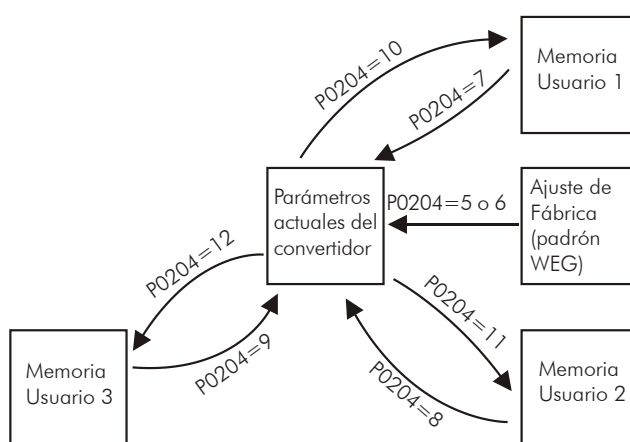 P0204=10
P0204=7
Memoria
Usuario 1
Parámetros
actuales del
convertidor
P0204=5 o 6
Ajuste de
Fábrica
(padrón
WEG)
P0204=12
P0204=9
P0204=11
P0204=8
Memoria
Usuario 3
Memoria
Usuario 2